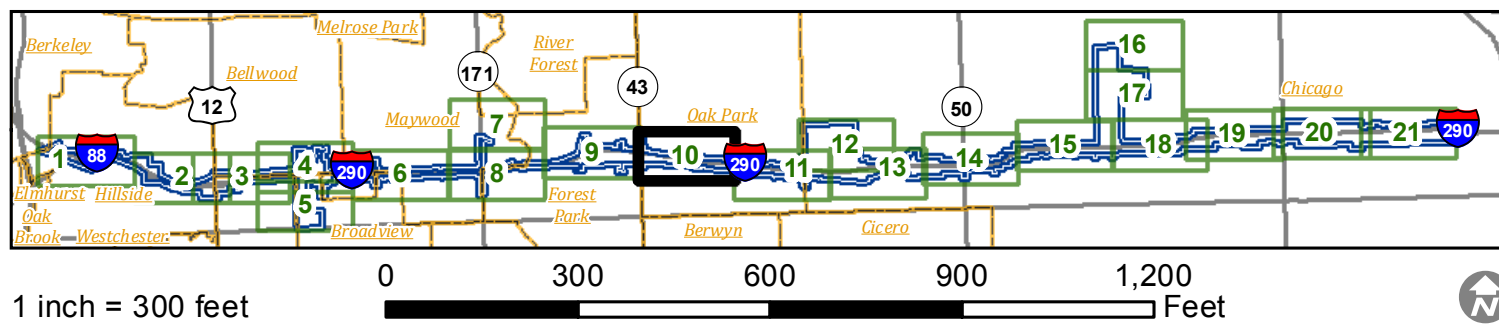 Melrose Park
Berkeley
River
Forest
Bellwood
171
43
16
12
50
17
Chicago
Maywood
7
Oak Park
1
88
4
290
2
3
6
8
9
10
290
11
12
13
14
15
18
19
20
21
290
5
Elmhurst
Hillside
Oak
Brook
Westchester
Broadview
Forest
Park
Berwyn
Cicero
0
300
600
900
1,200
1 inch = 300 feet
Feet
N